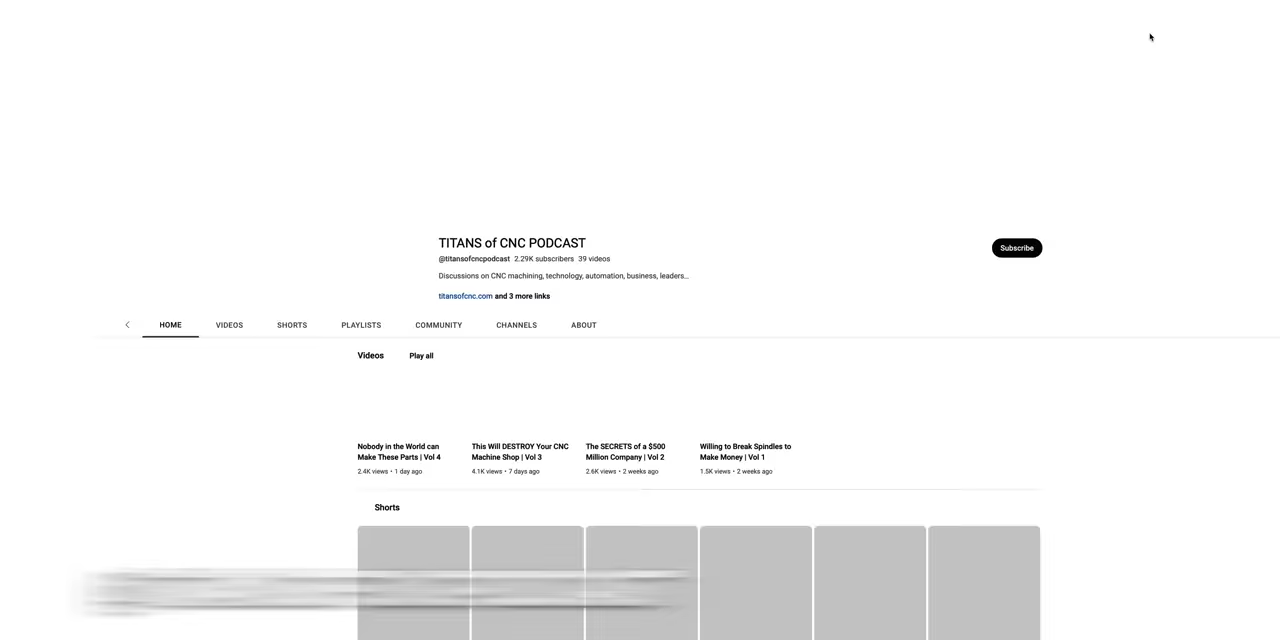 TITANS of CNC PODCAST
Subscribe
@titansofcncpodcast 2.29K subscribers 39 videos
Discussions on CNC machining, technology, automation, business, leaders...
titansofcnc.com and 3 more links
HOME VIDEOS SHORTS PLAYLISTS COMMUNITY CHANNELS ABOUT
Videos Play all
Nobody in the World can
Make These Parts | Vol 4
2.4K views • 1 day ago
This Will DESTROY Your CNC
Machine Shop | Vol 3
4.1K views • 7 days ago
The SECRETS of a $500
Million Company | Vol 2
2.6K views • 2 weeks ago
Willing to Break Spindles to
Make Money | Vol 1
1.5K views • 2 weeks ago
Shorts